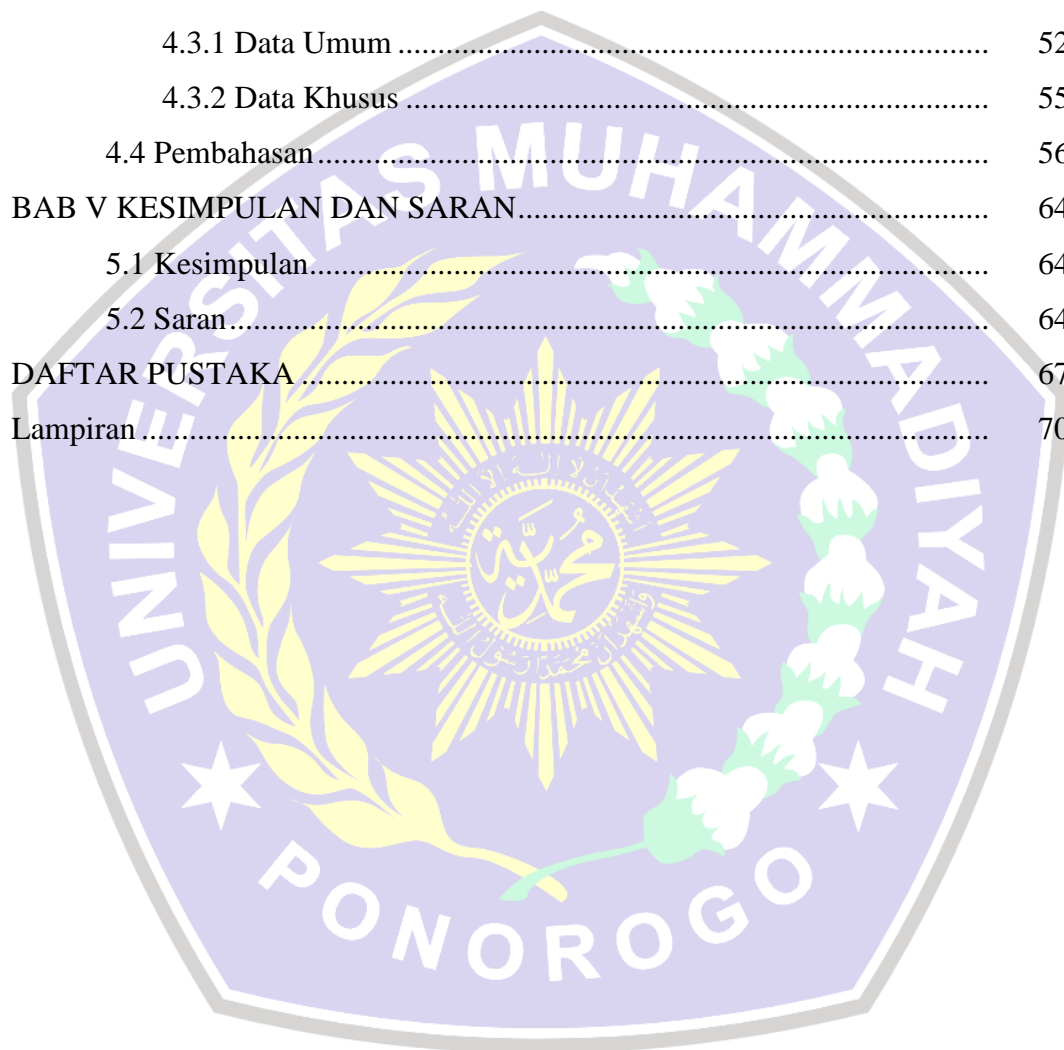 4.3.1 Data Umum ........................................................................ 52
4.3.2 Data Khusus ...................................................................... 55
4.4 Pembahasan .......................................................................... 56
BAB V KESIMPULAN DAN SARAN .......................................................... 64
5.1 Kesimpulan .......................................................................... 64
5.2 Saran ............................................................................... 64
DAFTAR PUSTAKA ......................................................................... 67
Lampiran ................................................................................ 70
UNIVERSITAS MUHAMMADIYAH
PONOROGO
محمدية